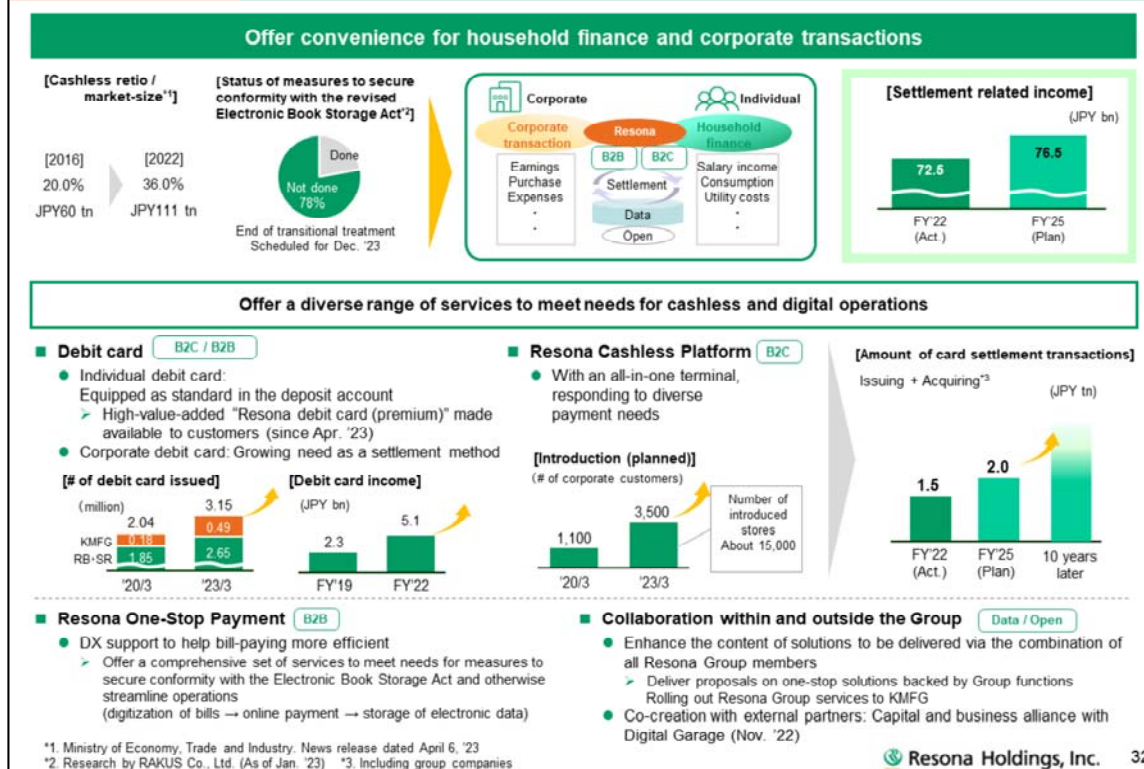 Offer convenience for household finance and corporate transactions
[Cashless retio /
market-size*1]
[2016]
[2022]
20.0%
36.0%
JPY60 tn
JPY111 tn
[Status of measures to secure
conformity with the revised
Electronic Book Storage Act*2]
Done
Not done
78%
End of transitional treatment
Scheduled for Dec. '23
Corporate
Individual
Corporate
transaction
Resona
Household
finance
B2B
B2C
Earnings
Purchase
Expenses
・
・
Settlement
Data
Open
Salary income
Consumption
Utility costs
・
・
[Settlement related income]
(JPY bn)
72.5
76.5
FY'22
(Act.)
FY'25
(Plan)
Offer a diverse range of services to meet needs for cashless and digital operations
■ Debit card
B2C / B2B
● Individual debit card:
Equipped as standard in the deposit account
➢ High-value-added "Resona debit card (premium)" made
available to customers (since Apr. '23)
● Corporate debit card: Growing need as a settlement method
[# of debit card issued]
(million)
2.04
3.15
KMFG
0.18
0.49
RB・SR
1.85
2.65
'20/3
'23/3
[Debit card income]
(JPY bn)
2.3
5.1
FY'19
FY'22
■ Resona Cashless Platform
B2C
● With an all-in-one terminal,
responding to diverse
payment needs
[Introduction (planned)]
(# of corporate customers)
1,100
3,500
'20/3
'23/3
Number of
introduced
stores
About 15,000
[Amount of card settlement transactions]
Issuing + Acquiring*3
(JPY tn)
1.5
2.0
FY'22
(Act.)
FY'25
(Plan)
10 years
later
■ Resona One-Stop Payment
B2B
● DX support to help bill-paying more efficient
➢ Offer a comprehensive set of services to meet needs for measures to
secure conformity with the Electronic Book Storage Act and otherwise
streamline operations
(digitization of bills → online payment → storage of electronic data)
■ Collaboration within and outside the Group
Data / Open
● Enhance the content of solutions to be delivered via the combination of
all Resona Group members
➢ Deliver proposals on one-stop solutions backed by Group functions
Rolling out Resona Group services to KMFG
● Co-creation with external partners: Capital and business alliance with
Digital Garage (Nov. '22)
*1. Ministry of Economy, Trade and Industry. News release dated April 6, '23
*2. Research by RAKUS Co., Ltd. (As of Jan. '23) *3. Including group companies
Resona Holdings, Inc.
32